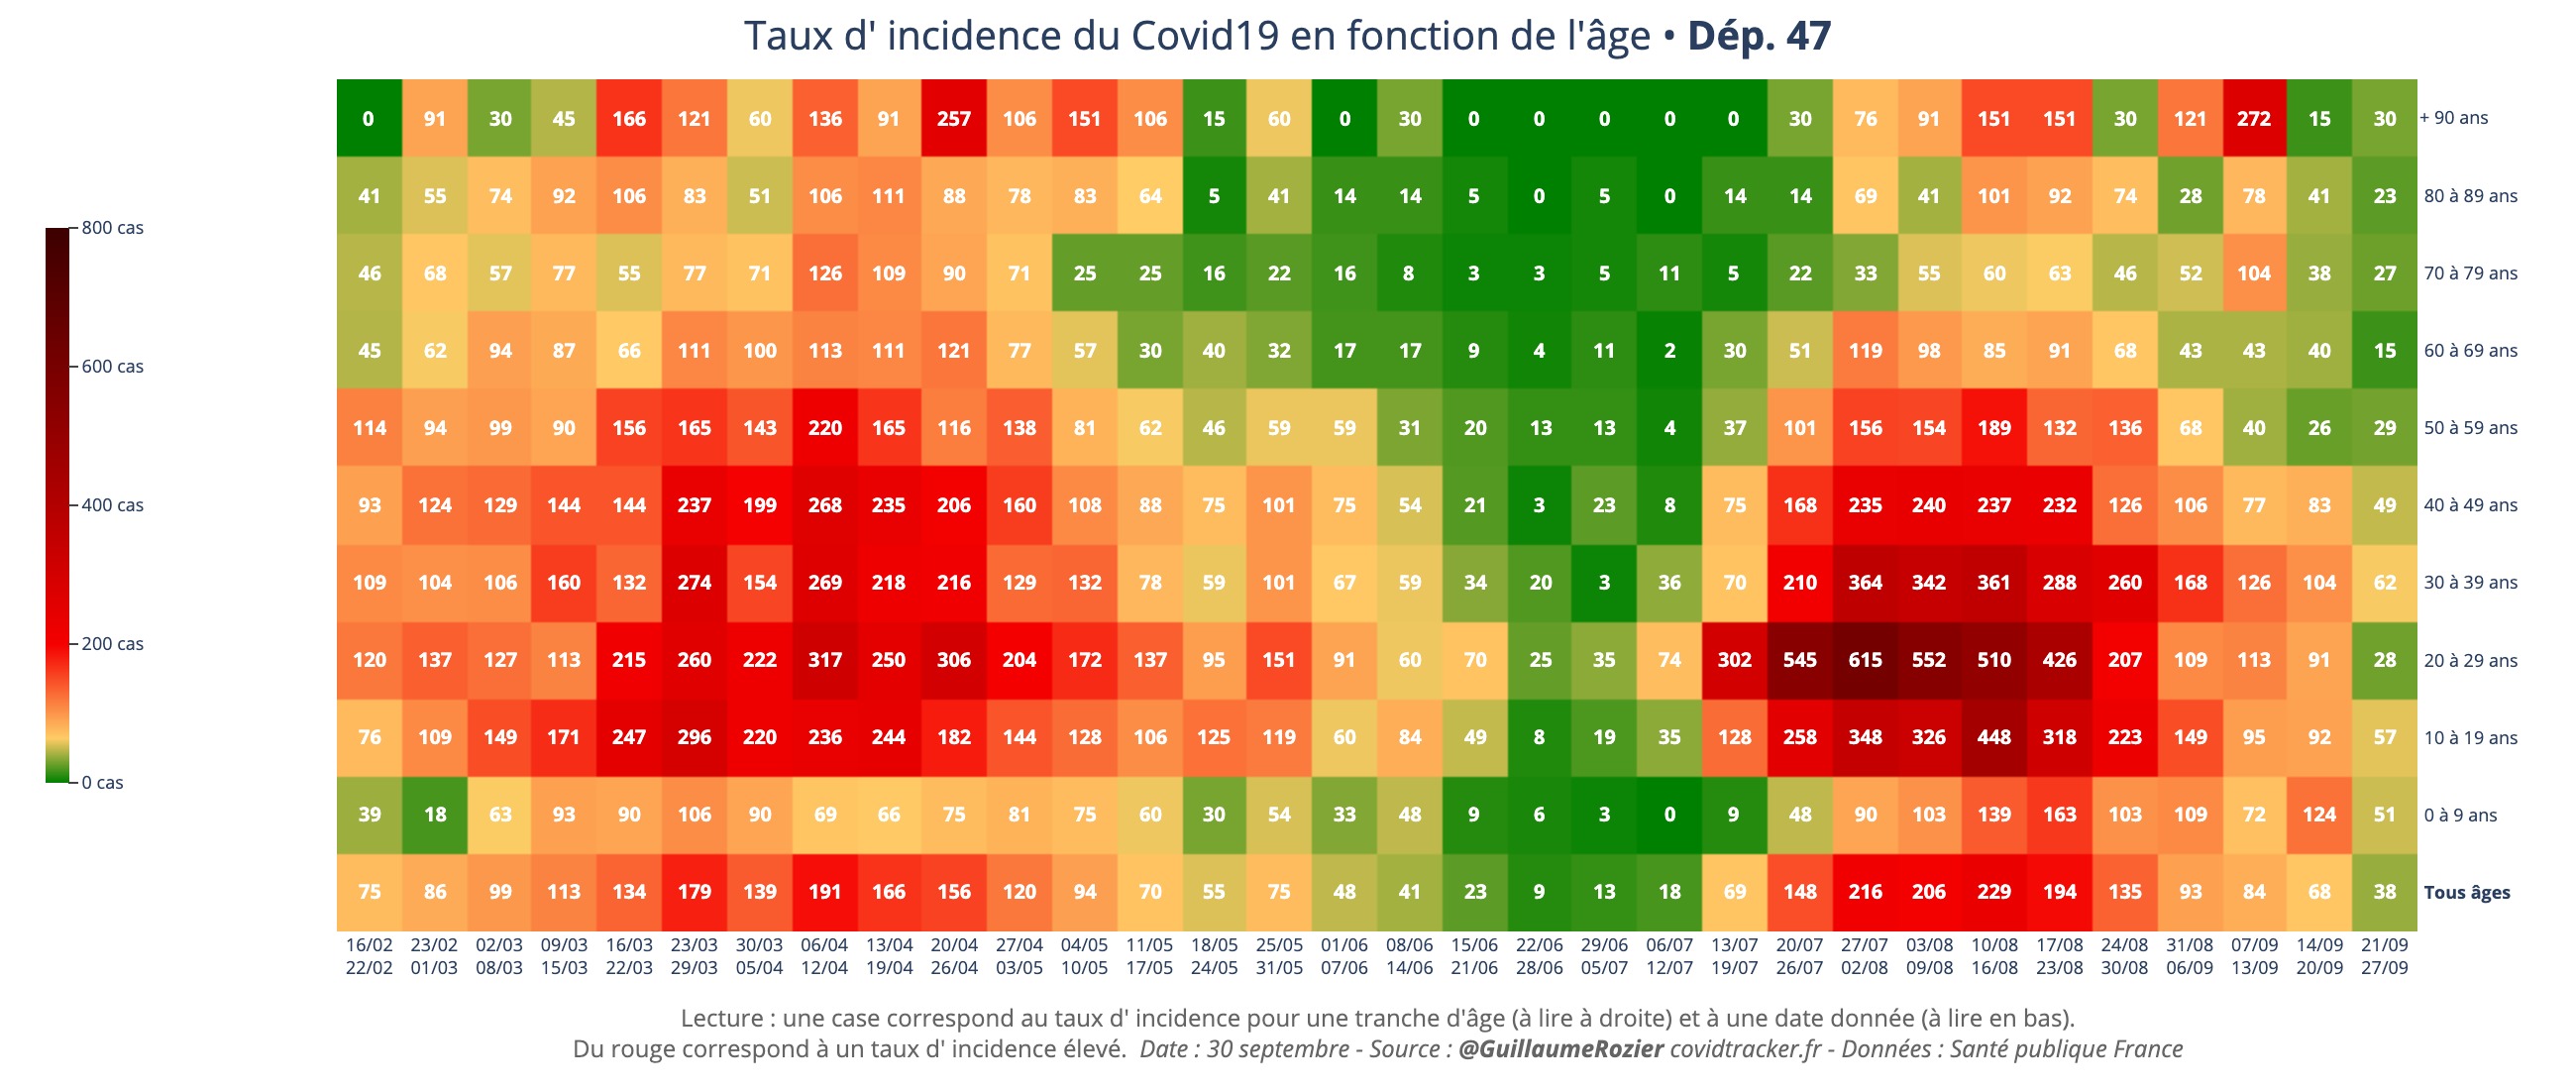 Taux d' incidence du Covid19 en fonction de l'âge • Dép. 47
800 cas
600 cas
400 cas
200 cas
0 cas
0 91 30 45 166 121 60 136 91 257 106 151 106 15 60 0 30 0 0 0 0 0 30 76 91 151 151 30 121 272 15 30 + 90 ans
41 55 74 92 106 83 51 106 111 88 78 83 64 5 41 14 14 5 0 5 0 14 14 69 41 101 92 74 28 78 41 23 80 à 89 ans
46 68 57 77 55 77 71 126 109 90 71 25 25 16 22 16 8 3 3 5 11 5 22 33 55 60 63 46 52 104 38 27 70 à 79 ans
45 62 94 87 66 111 100 113 111 121 77 57 30 40 32 17 17 9 4 11 2 30 51 119 98 85 91 68 43 43 40 15 60 à 69 ans
114 94 99 90 156 165 143 220 165 116 138 81 62 46 59 59 31 20 13 13 4 37 101 156 154 189 132 136 68 40 26 29 50 à 59 ans
93 124 129 144 144 237 199 268 235 206 160 108 88 75 101 75 54 21 3 23 8 75 168 235 240 237 232 126 106 77 83 49 40 à 49 ans
109 104 106 160 132 274 154 269 218 216 129 132 78 59 101 67 59 34 20 3 36 70 210 364 342 361 288 260 168 126 104 62 30 à 39 ans
120 137 127 113 215 260 222 317 250 306 204 172 137 95 151 91 60 70 25 35 74 302 545 615 552 510 426 207 109 113 91 28 20 à 29 ans
76 109 149 171 247 296 220 236 244 182 144 128 106 125 119 60 84 49 8 19 35 128 258 348 326 448 318 223 149 95 92 57 10 à 19 ans
39 18 63 93 90 106 90 69 66 75 81 75 60 30 54 33 48 9 6 3 0 9 48 90 103 139 163 103 109 72 124 51 0 à 9 ans
75 86 99 113 134 179 139 191 166 156 120 94 70 55 75 48 41 23 9 13 18 69 148 216 206 229 194 135 93 84 68 38 Tous âges
16/02 23/02 02/03 09/03 16/03 23/03 30/03 06/04 13/04 20/04 27/04 04/05 11/05 18/05 25/05 01/06 08/06 15/06 22/06 29/06 06/07 13/07 20/07 27/07 03/08 10/08 17/08 24/08 31/08 07/09 14/09 21/09
22/02 01/03 08/03 15/03 22/03 29/03 05/04 12/04 19/04 26/04 03/05 10/05 17/05 24/05 31/05 07/06 14/06 21/06 28/06 05/07 12/07 19/07 26/07 02/08 09/08 16/08 23/08 30/08 06/09 13/09 20/09 27/09
Lecture : une case correspond au taux d' incidence pour une tranche d'âge (à lire à droite) et à une date donnée (à lire en bas).
Du rouge correspond à un taux d' incidence élevé. Date : 30 septembre - Source : @GuillaumeRozier covidtracker.fr - Données : Santé publique France